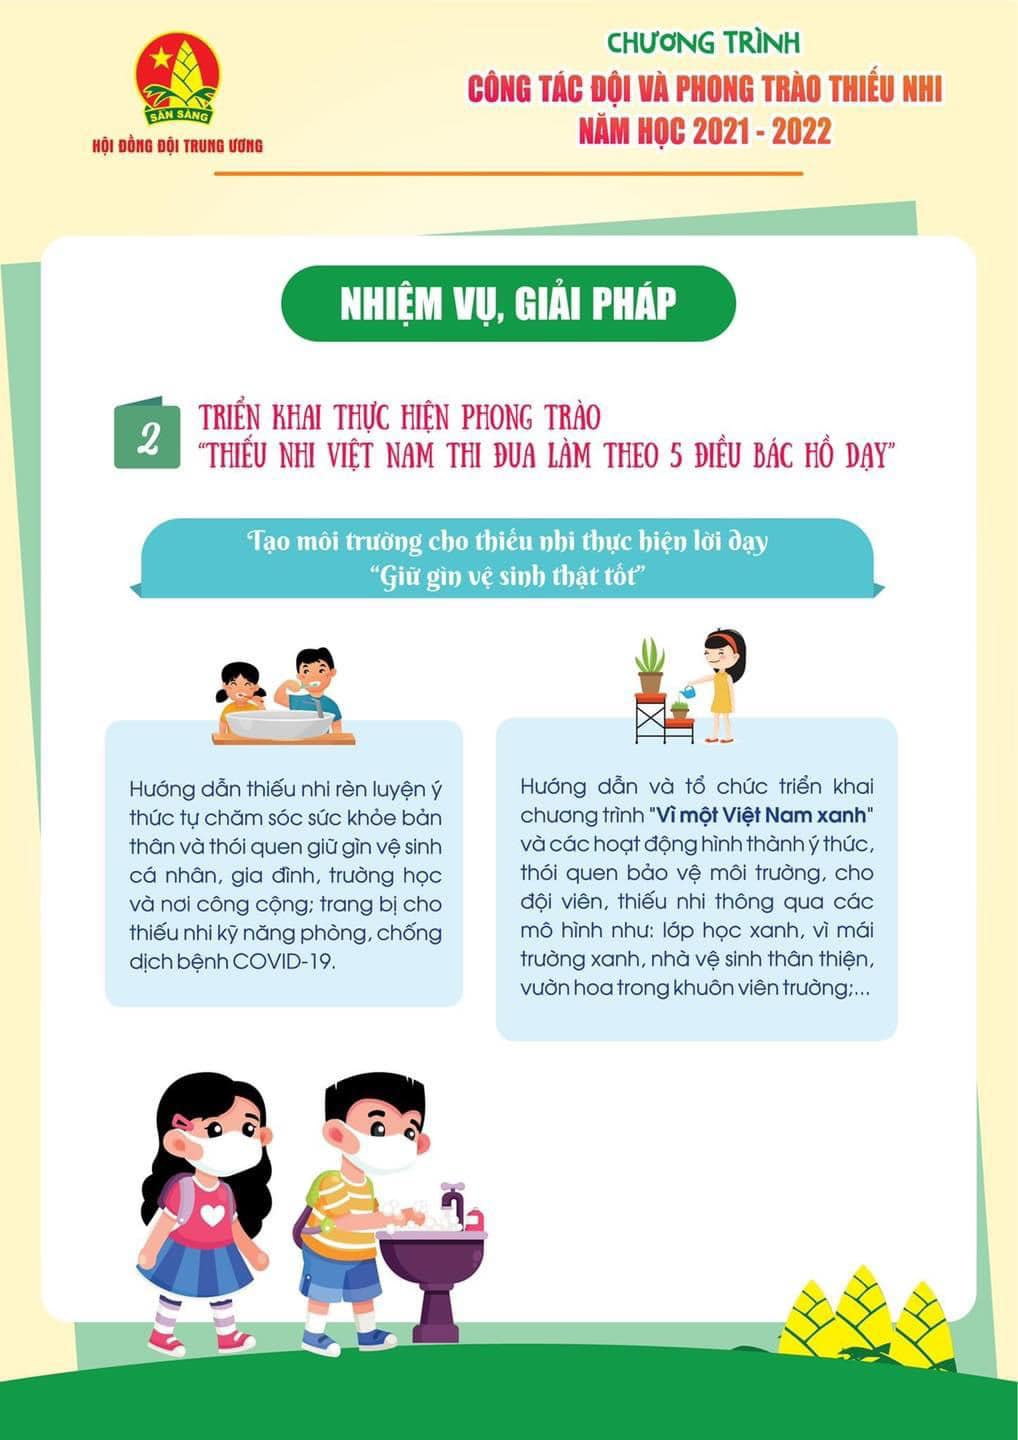 SẴN SÀNG
HỘI ĐỒNG ĐỘI TRUNG ƯƠNG
CHƯƠNG TRÌNH
CÔNG TÁC ĐỘI VÀ PHONG TRÀO THIẾU NHI
NĂM HỌC 2021 - 2022
NHIỆM VỤ, GIẢI PHÁP
2
TRIỂN KHAI THỰC HIỆN PHONG TRÀO
“THIẾU NHI VIỆT NAM THI ĐUA LÀM THEO 5 ĐIỀU BÁC HỒ DẠY”
Tạo môi trường cho thiếu nhi thực hiện lời dạy
“Giữ gìn vệ sinh thật tốt”
Hướng dẫn thiếu nhi rèn luyện ý
thức tự chăm sóc sức khỏe bản
thân và thói quen giữ gìn vệ sinh
cá nhân, gia đình, trường học
và nơi công cộng; trang bị cho
thiếu nhi kỹ năng phòng, chống
dịch bệnh COVID-19.
Hướng dẫn và tổ chức triển khai
chương trình "Vì một Việt Nam xanh"
và các hoạt động hình thành ý thức,
thói quen bảo vệ môi trường, cho
đội viên, thiếu nhi thông qua các
mô hình như: lớp học xanh, vì mái
trường xanh, nhà vệ sinh thân thiện,
vườn hoa trong khuôn viên trường;...